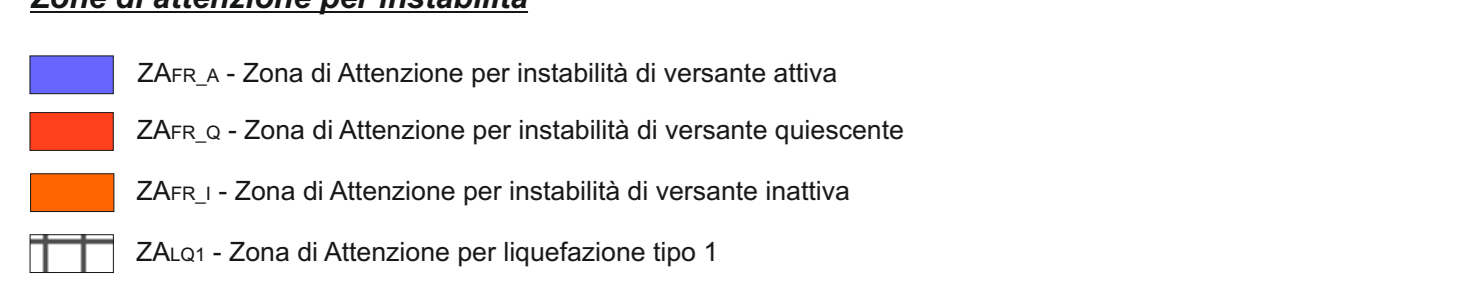 Zone di attenzione per instabilità
ZAFR_A - Zona di Attenzione per instabilità di versante attiva
ZAFR_Q - Zona di Attenzione per instabilità di versante quiescente
ZAFR_I - Zona di Attenzione per instabilità di versante inattiva
ZALQ1 - Zona di Attenzione per liquefazione tipo 1